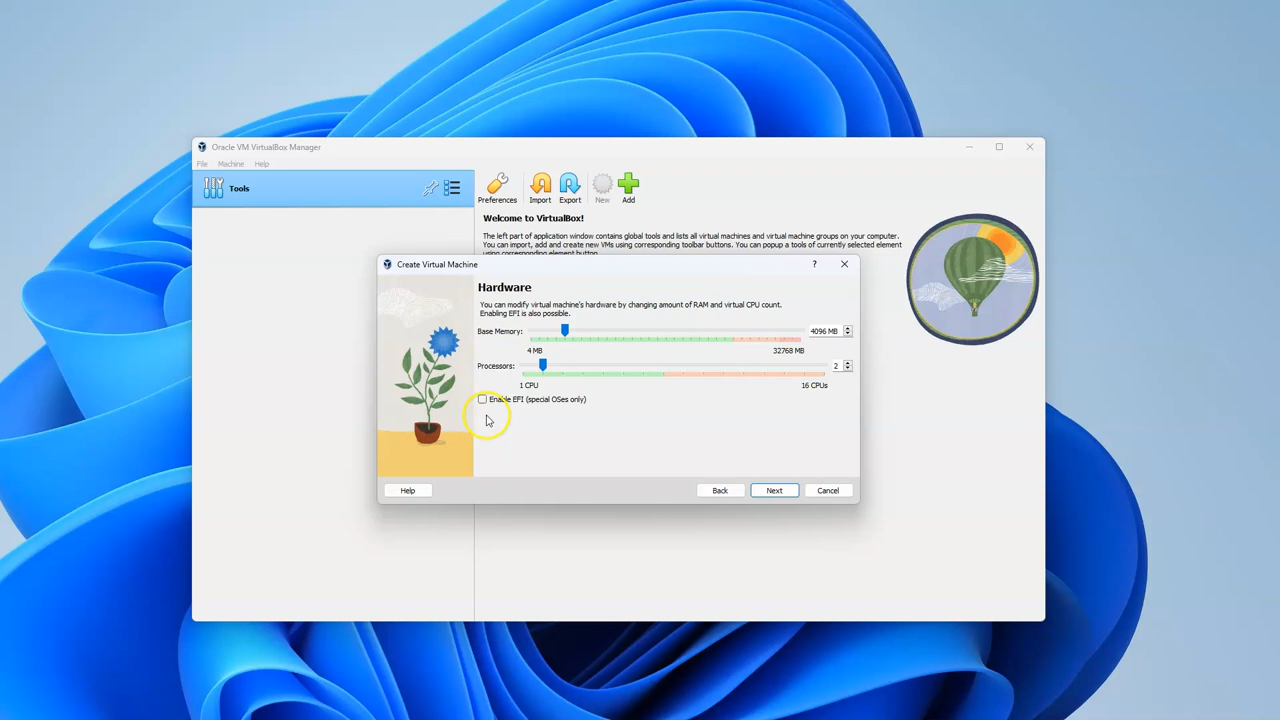 Oracle VM VirtualBox Manager
File Machine Help
Tools
Preferences Import Export New Add
Welcome to VirtualBox!
The left part of application window contains global tools and lists all virtual machines and virtual machine groups on your computer.
You can import, add and create new VMs using corresponding toolbar buttons. You can popup a tools of currently selected element
using corresponding element button.
Create Virtual Machine
?
Hardware
You can modify virtual machine's hardware by changing amount of RAM and virtual CPU count.
Enabling EFI is also possible.
Base Memory: 4096 MB
4 MB 32768 MB
Processors: 2
1 CPU 16 CPUs
Enable EFI (special OSes only)
Help Back Next Cancel